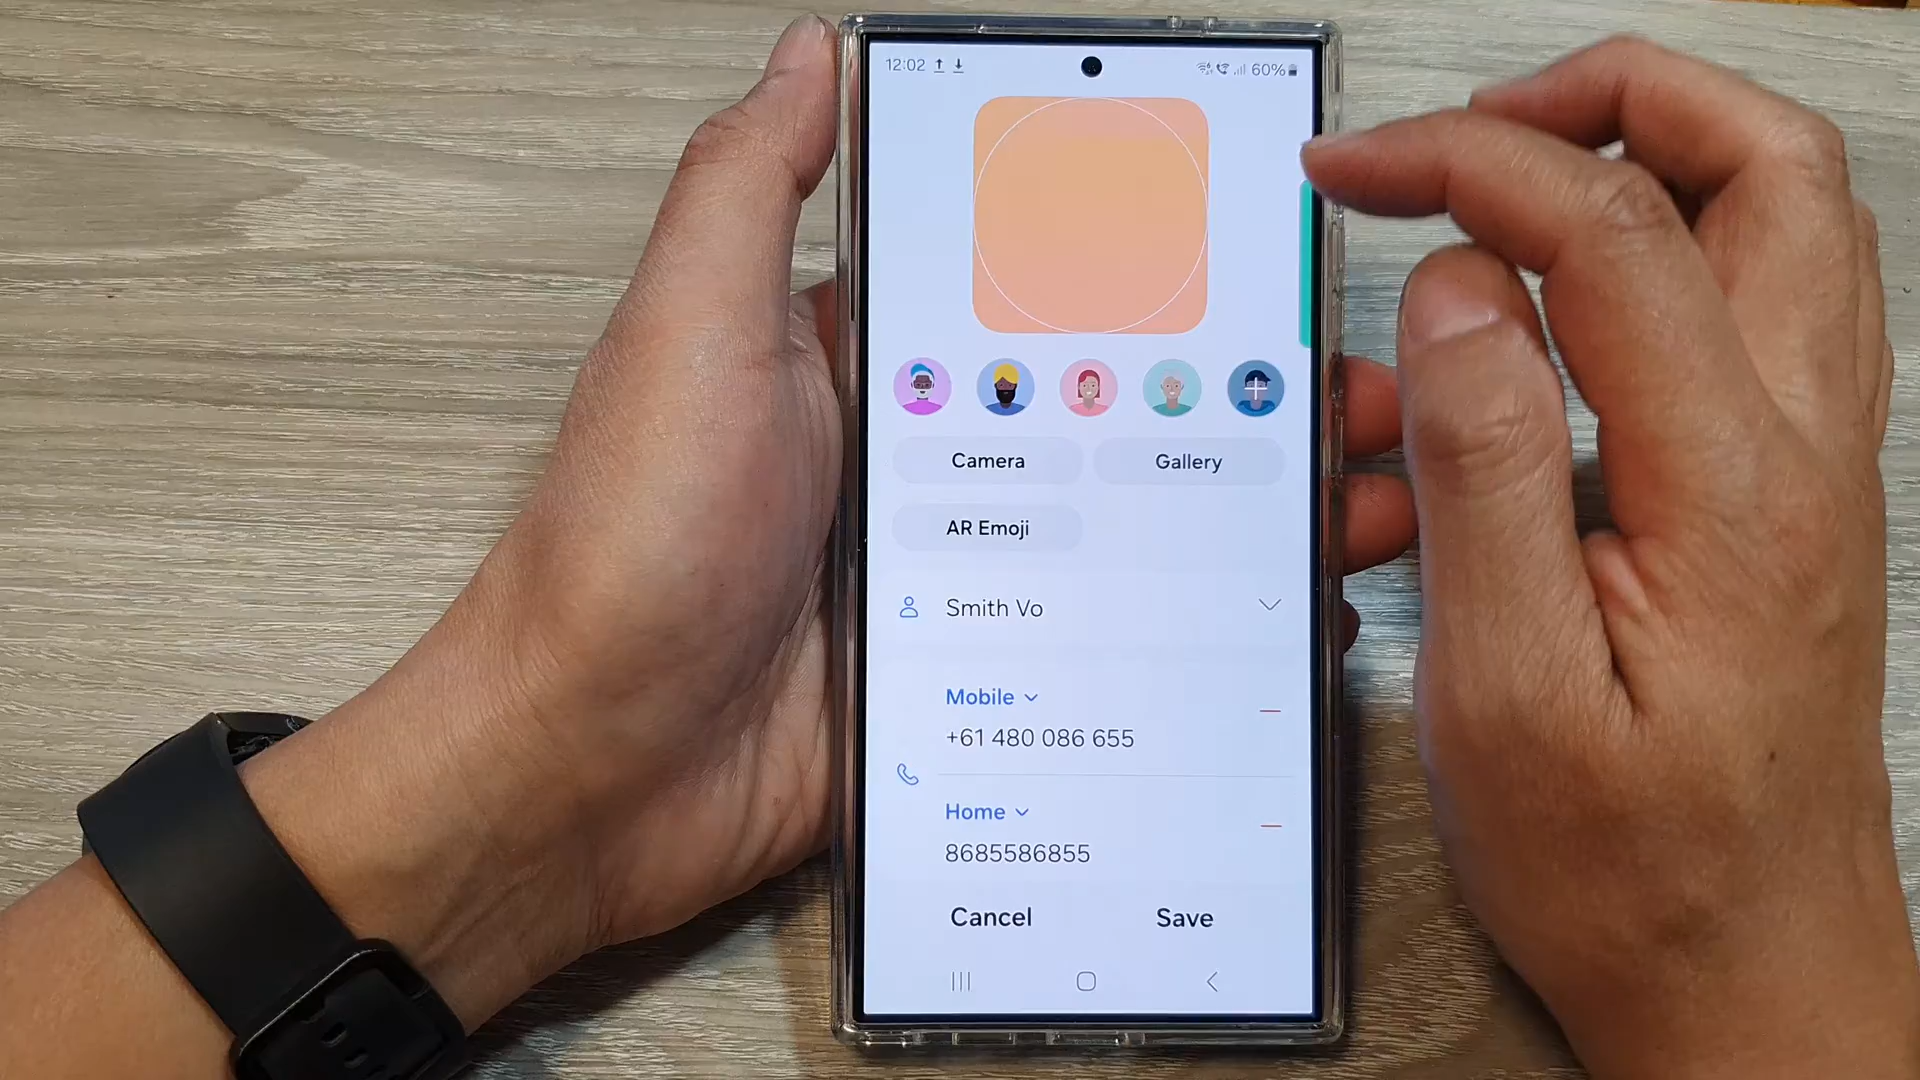 12:02 60%
Camera Gallery
AR Emoji
Smith Vo
Mobile
+61 480 086 655
Home
8685586855
Cancel Save